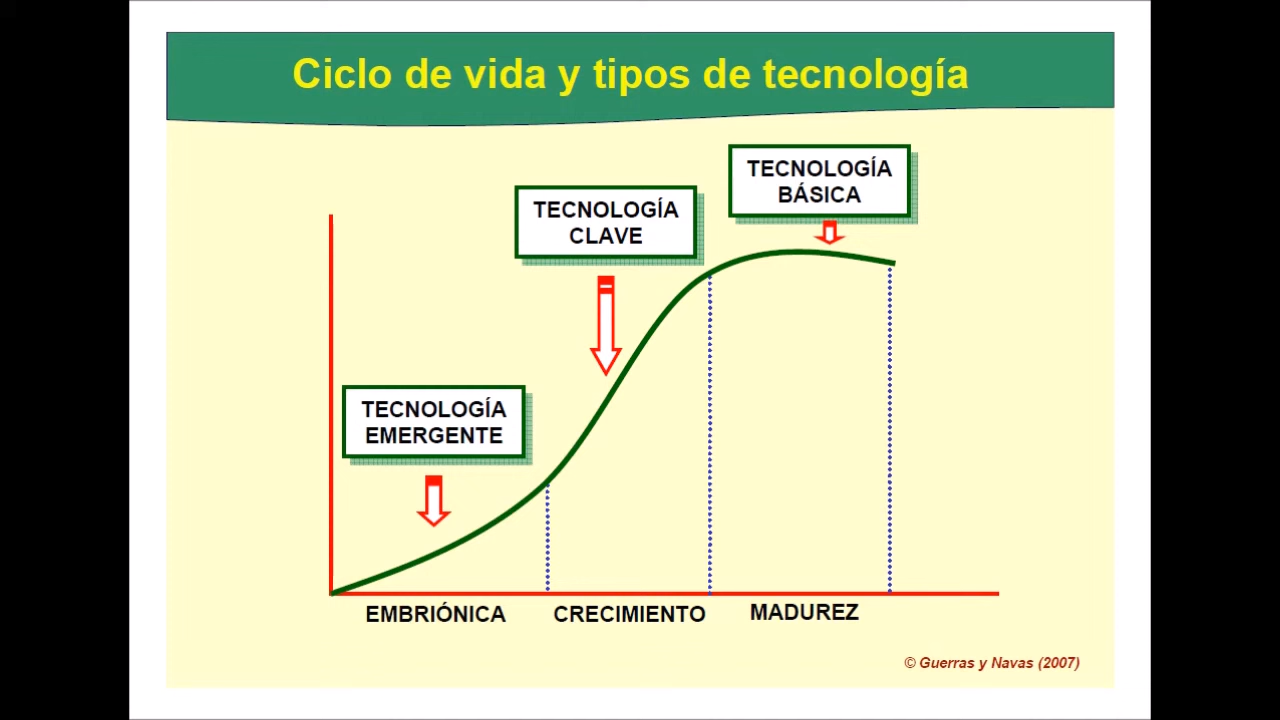 Ciclo de vida y tipos de tecnología
TECNOLOGÍA
BÁSICA
TECNOLOGÍA
CLAVE
TECNOLOGÍA
EMERGENTE
EMBRIÓNICA
CRECIMIENTO
MADUREZ
© Guerras y Navas (2007)